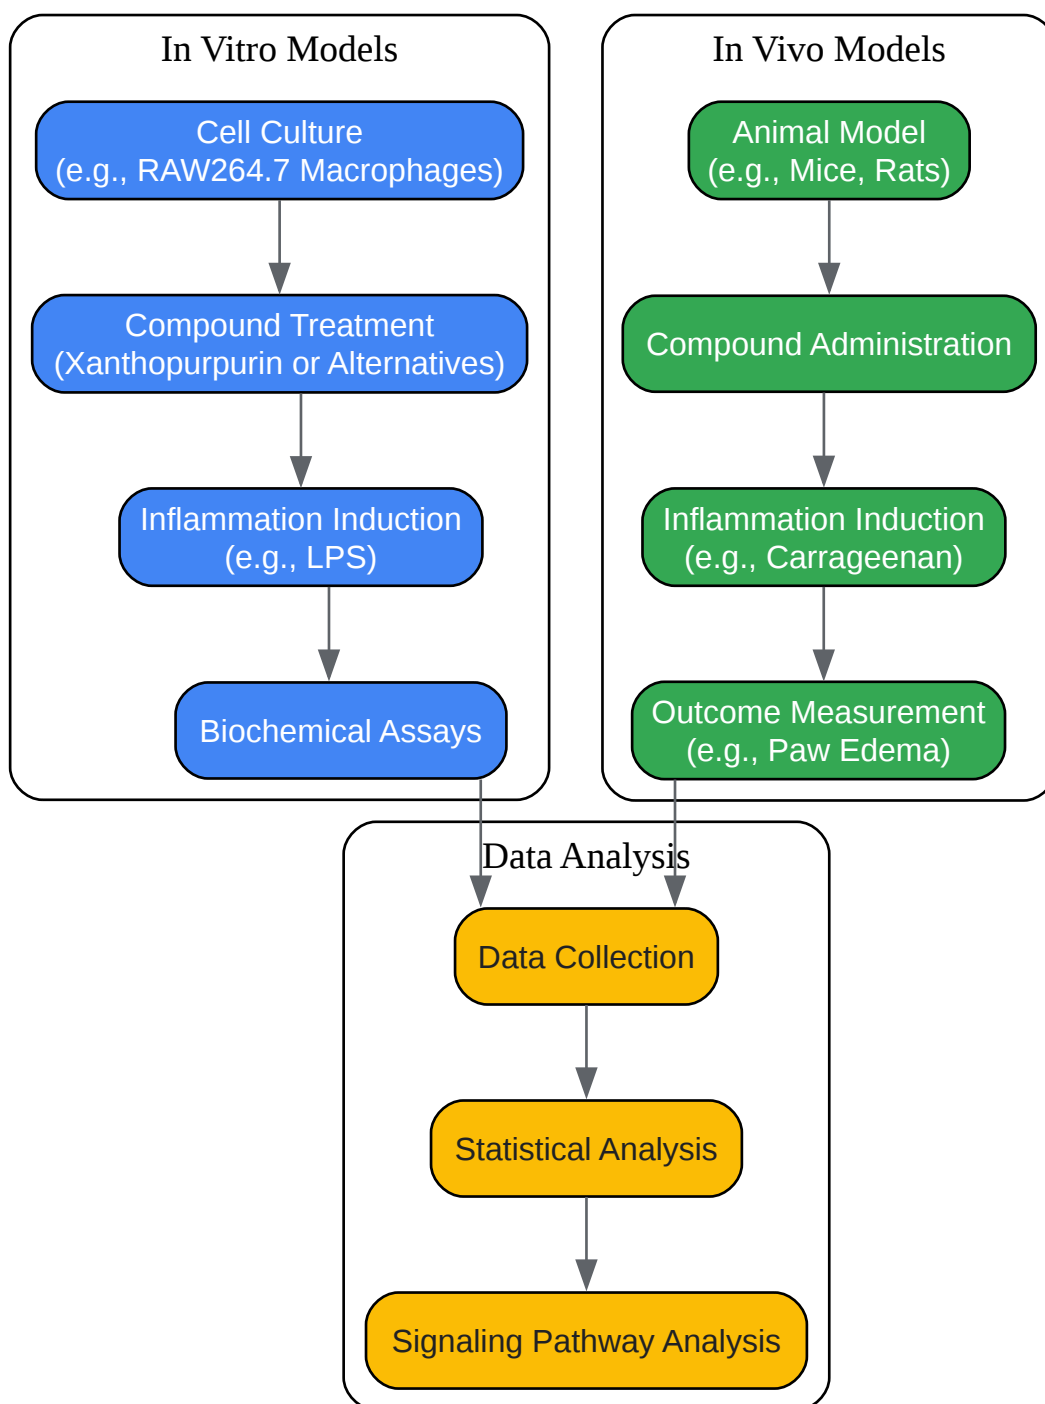 In Vitro Models
Cell Culture
(e.g., RAW264.7 Macrophages)
Compound Treatment
(Xanthopurpurin or Alternatives)
Inflammation Induction
(e.g., LPS)
Biochemical Assays
In Vivo Models
Animal Model
(e.g., Mice, Rats)
Compound Administration
Inflammation Induction
(e.g., Carrageenan)
Outcome Measurement
(e.g., Paw Edema)
Data Analysis
Data Collection
Statistical Analysis
Signaling Pathway Analysis